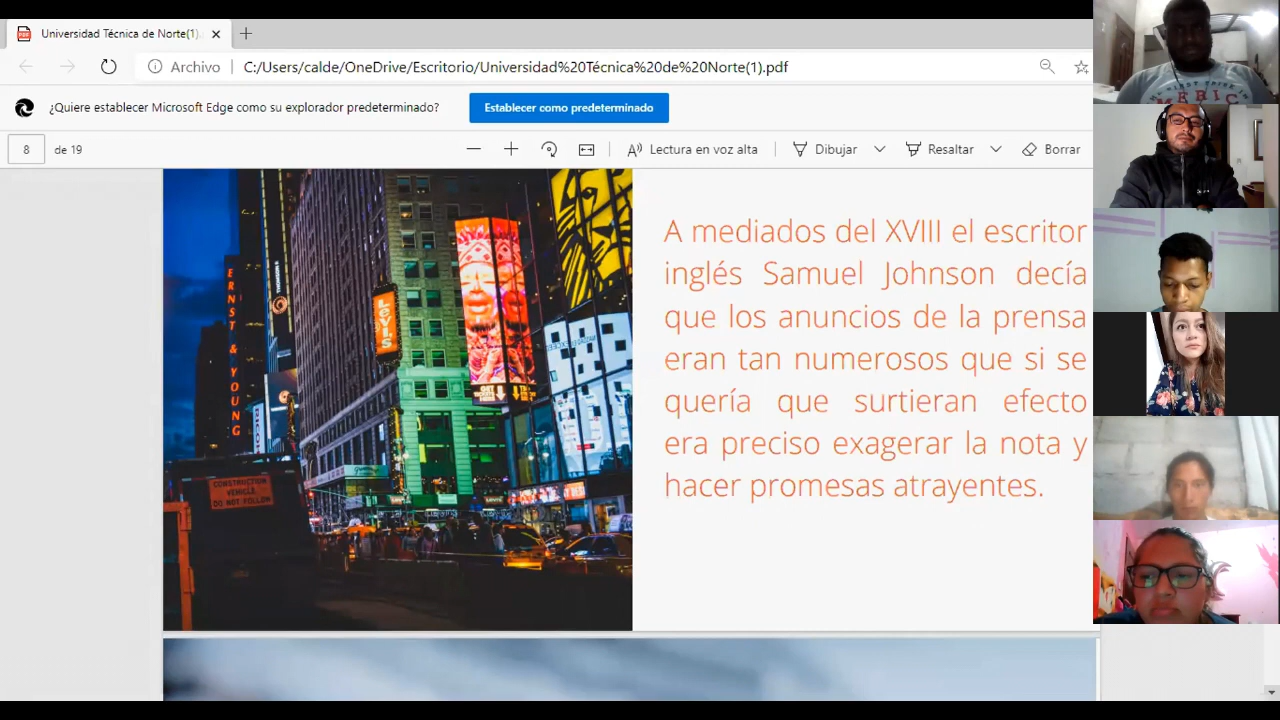 Universidad Técnica de Norte(1).
Archivo
C:/Users/calde/OneDrive/Escritorio/Universidad%20Técnica%20de%20Norte(1).pdf
¿Quiere establecer Microsoft Edge como su explorador predeterminado?
Establecer como predeterminado
8 de 19
Lectura en voz alta
Dibujar
Resaltar
Borrar
A mediados del XVIII el escritor
inglés Samuel Johnson decía
que los anuncios de la prensa
eran tan numerosos que si se
quería que surtieran efecto
era preciso exagerar la nota y
hacer promesas atrayentes.
ERNST & YOUNG
LEVI'S
CONSTRUCTION
VEHICLE
DO NOT FOLLOW